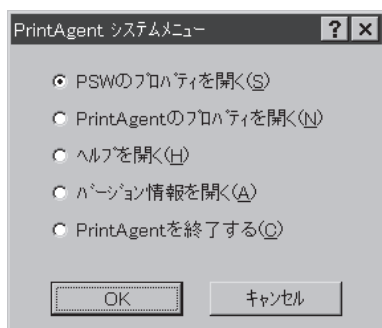 PrintAgent ｼｽﾃﾑﾒﾆｭｰ
PSWのﾌﾟﾛﾊﾟﾃｨを開く(S)
PrintAgentのﾌﾟﾛﾊﾟﾃｨを開く(N)
ﾍﾙﾌﾟを開く(H)
ﾊﾞｰｼﾞｮﾝ情報を開く(A)
PrintAgentを終了する(C)
OK
ｷｬﾝｾﾙ